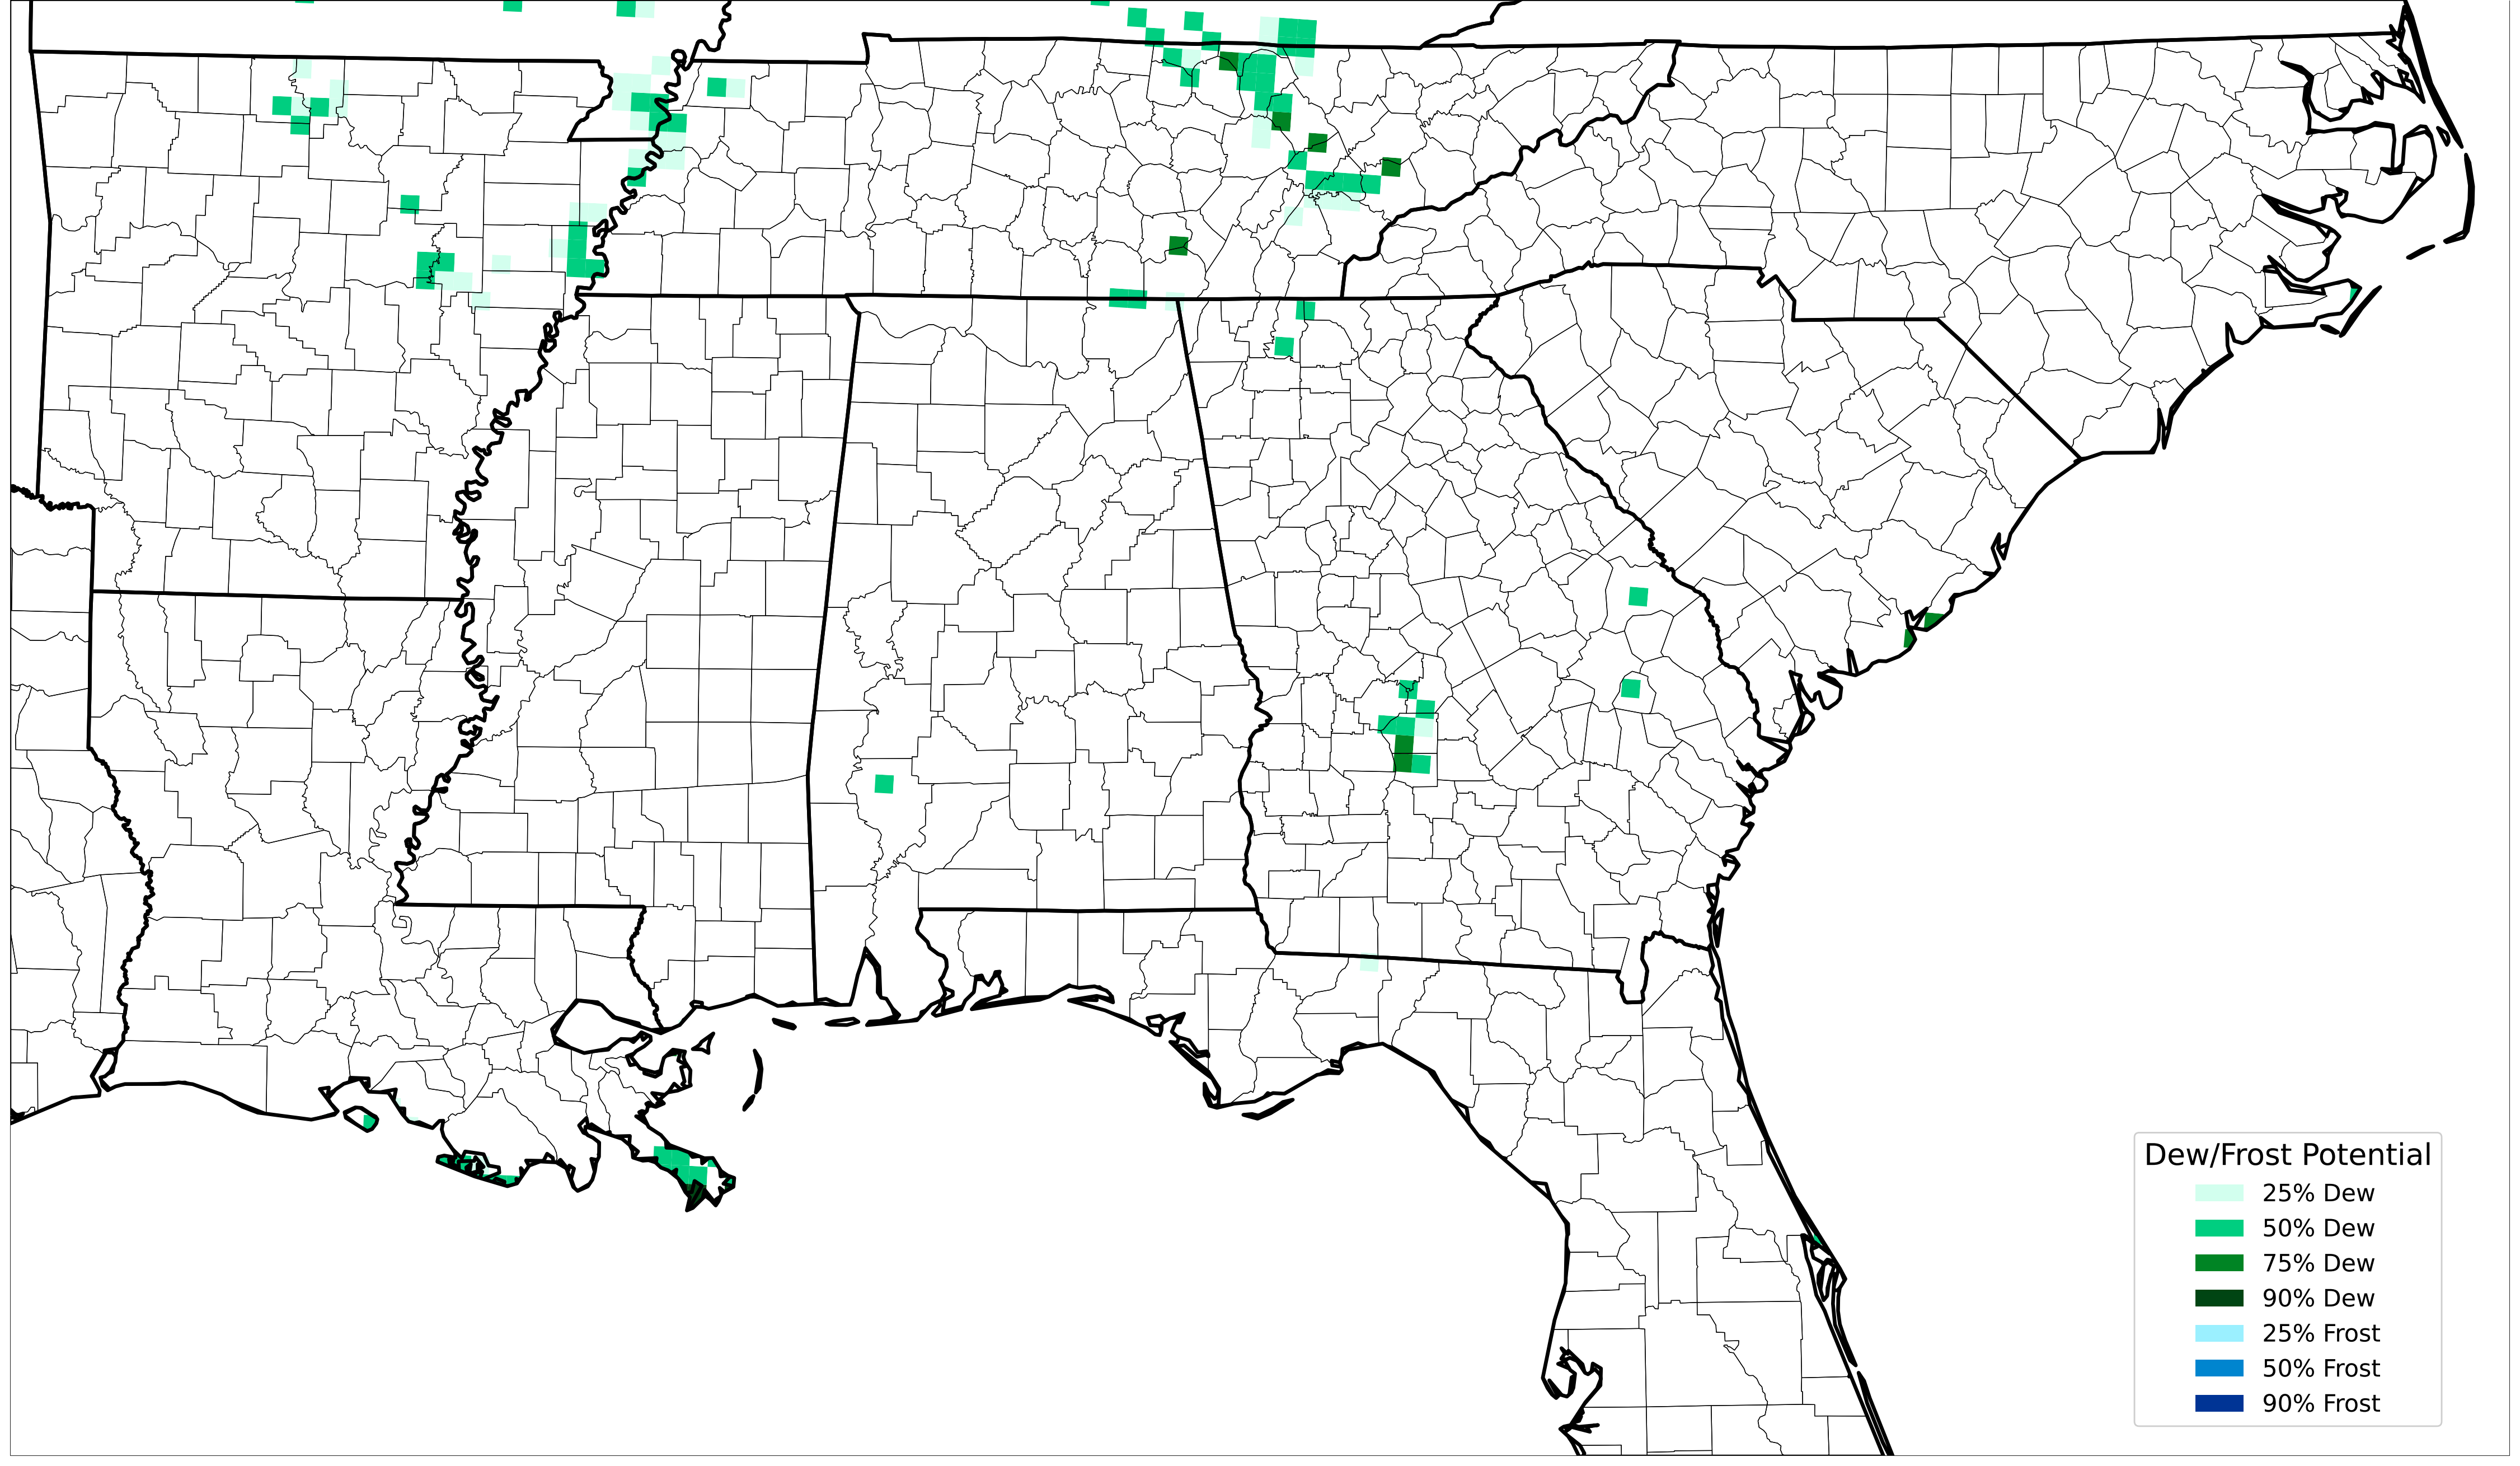 Dew/Frost Potential
25% Dew
50% Dew
75% Dew
90% Dew
25% Frost
50% Frost
90% Frost